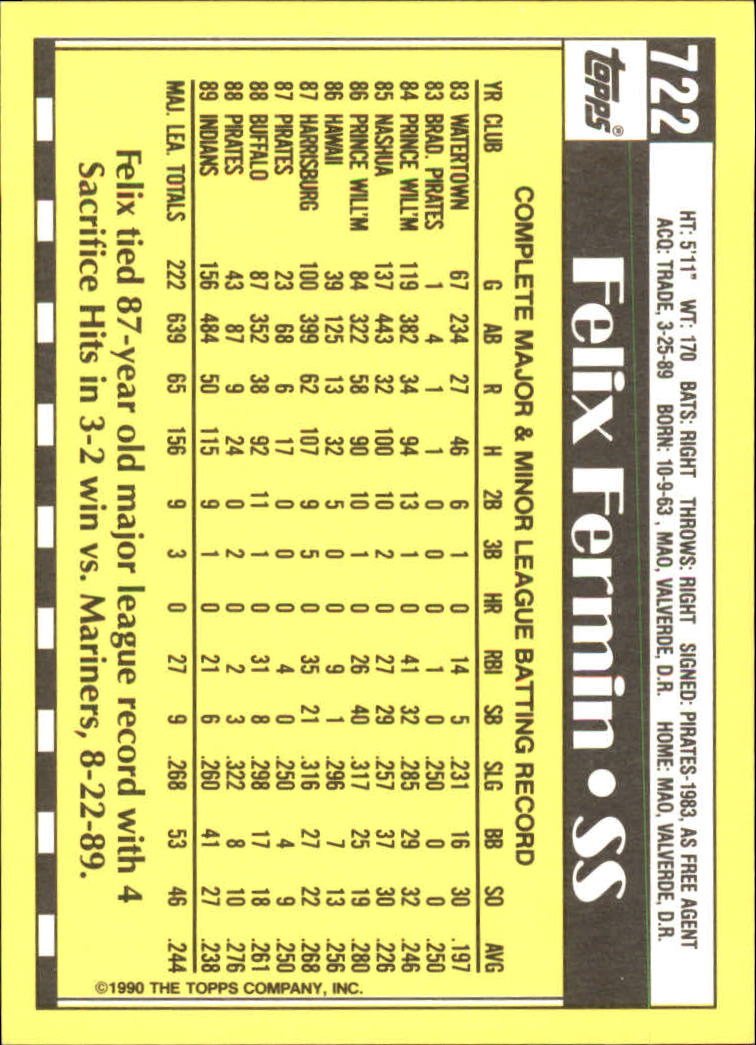 722
topps®
HT: 5'11" WT: 170 BATS: RIGHT THROWS: RIGHT SIGNED: PIRATES-1983, AS FREE AGENT
ACQ: TRADE, 3-25-89 BORN: 10-9-63, MAO, VALVERDE, D.R. HOME: MAO, VALVERDE, D.R.
Felix Fermin • SS
COMPLETE MAJOR & MINOR LEAGUE BATTING RECORD
YR CLUB G AB R H 2B 3B HR RBI SB SLG BB SO AVG
83 WATERTOWN 67 234 27 46 6 1 0 14 5 .231 16 30 .197
83 BRAD. PIRATES 1 4 1 1 0 0 0 1 0 .250 0 0 .250
84 PRINCE WILL'M 119 382 34 94 13 1 0 41 32 .285 29 32 .246
85 NASHUA 137 443 32 100 10 2 0 27 29 .257 37 30 .226
86 PRINCE WILL'M 84 322 58 90 10 1 0 26 40 .317 25 19 .280
86 HAWAII 39 125 13 32 5 0 0 9 1 .296 7 13 .256
87 HARRISBURG 100 399 62 107 9 5 0 35 21 .316 27 22 .268
87 PIRATES 23 68 6 17 0 0 0 4 0 .250 4 9 .250
88 BUFFALO 87 352 38 92 11 1 0 31 8 .298 17 18 .261
88 PIRATES 43 87 9 24 0 2 0 2 3 .322 8 10 .276
89 INDIANS 156 484 50 115 9 1 0 21 6 .260 41 27 .238
MAJ. LEA. TOTALS 222 639 65 156 9 3 0 27 9 .268 53 46 .244
Felix tied 87-year old major league record with 4
Sacrifice Hits in 3-2 win vs. Mariners, 8-22-89.
©1990 THE TOPPS COMPANY, INC.